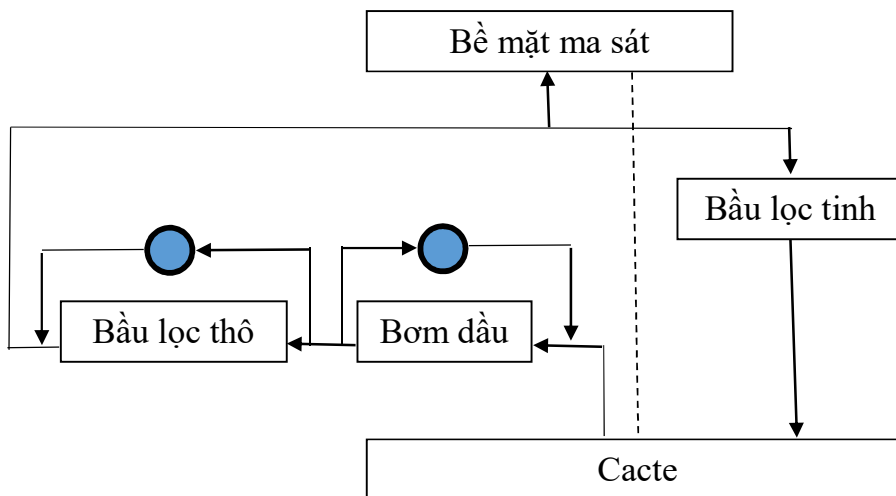 Bề mặt ma sát
Bầu lọc tinh
Bầu lọc thô
Bơm dầu
Cacte